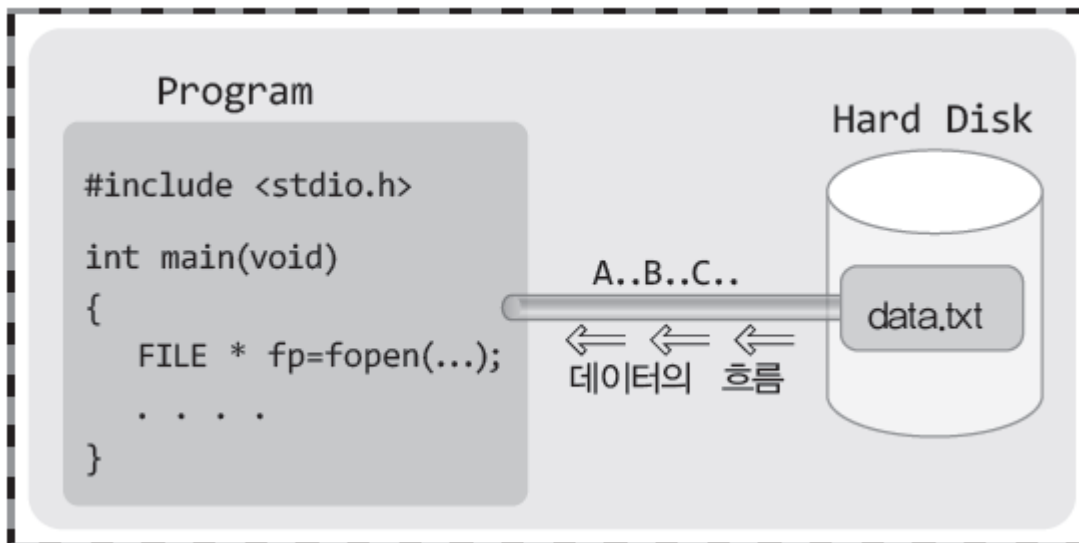 Program
#include <stdio.h>
int main(void)
{
FILE * fp=fopen(...);
. . . .
}
A..B..C..
데이터의 흐름
Hard Disk
data.txt